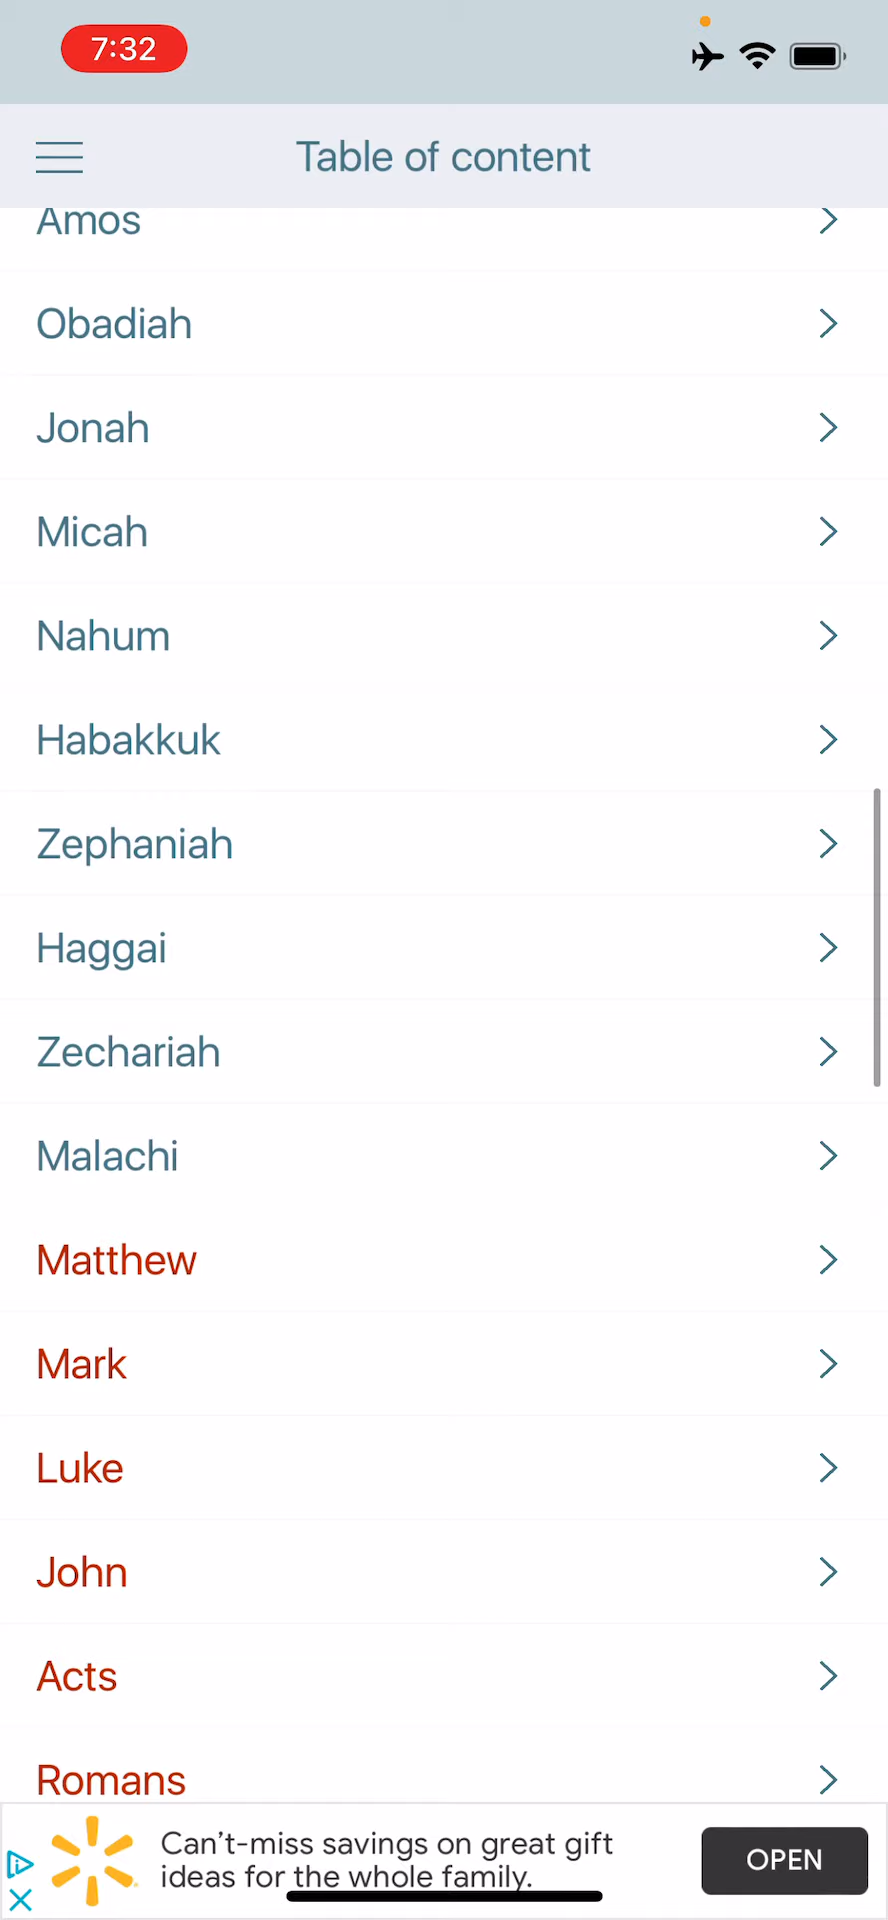 7:32
Table of content
Amos
Obadiah
Jonah
Micah
Nahum
Habakkuk
Zephaniah
Haggai
Zechariah
Malachi
Matthew
Mark
Luke
John
Acts
Romans
Can't-miss savings on great gift
ideas for the whole family.
OPEN